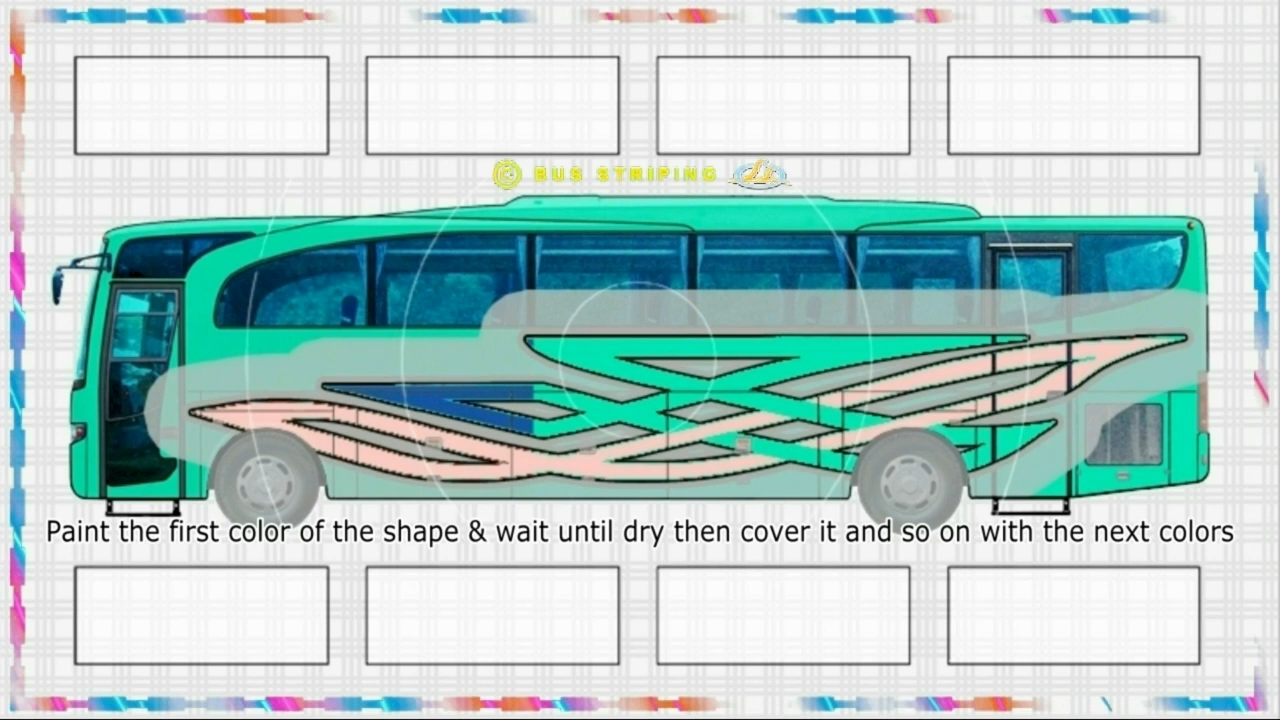 BUS STRIPING
Paint the first color of the shape & wait until dry then cover it and so on with the next colors